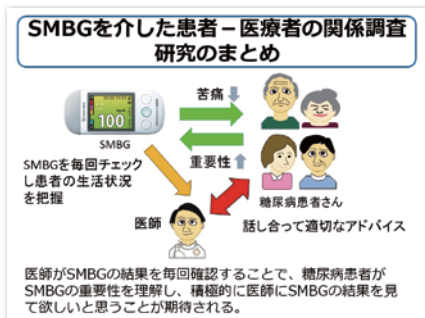 SMBGを介した患者－医療者の関係調査
研究のまとめ
苦痛
100
SMBG
重要性
SMBGを毎回チェック
し患者の生活状況
を把握
糖尿病患者さん
医師
話し合って適切なアドバイス
医師がSMBGの結果を毎回確認することで、糖尿病患者が
SMBGの重要性を理解し、積極的に医師にSMBGの結果を見
て欲しいと思うことが期待される。